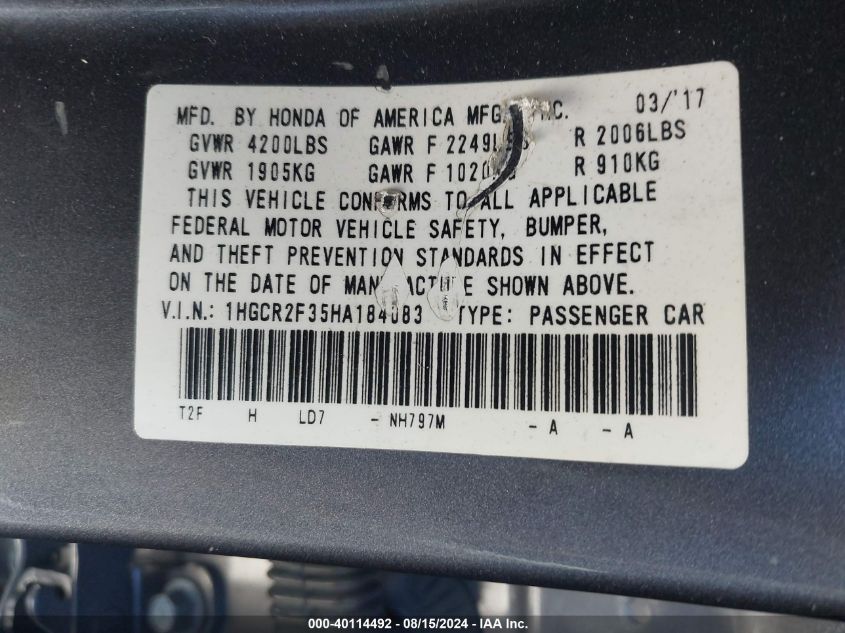 MFD. BY HONDA OF AMERICA MFG. INC. 03/'17
GVWR 4200LBS GAWR F 2249LBS R 2006LBS
GVWR 1905KG GAWR F 1020KG R 910KG
THIS VEHICLE CONFORMS TO ALL APPLICABLE
FEDERAL MOTOR VEHICLE SAFETY, BUMPER,
AND THEFT PREVENTION STANDARDS IN EFFECT
ON THE DATE OF MANUFACTURE SHOWN ABOVE.
V.I.N.: 1HGCR2F35HA184083 TYPE: PASSENGER CAR
T2F H LD7 - NH797M - A - A
000-40114492 - 08/15/2024 - IAA Inc.